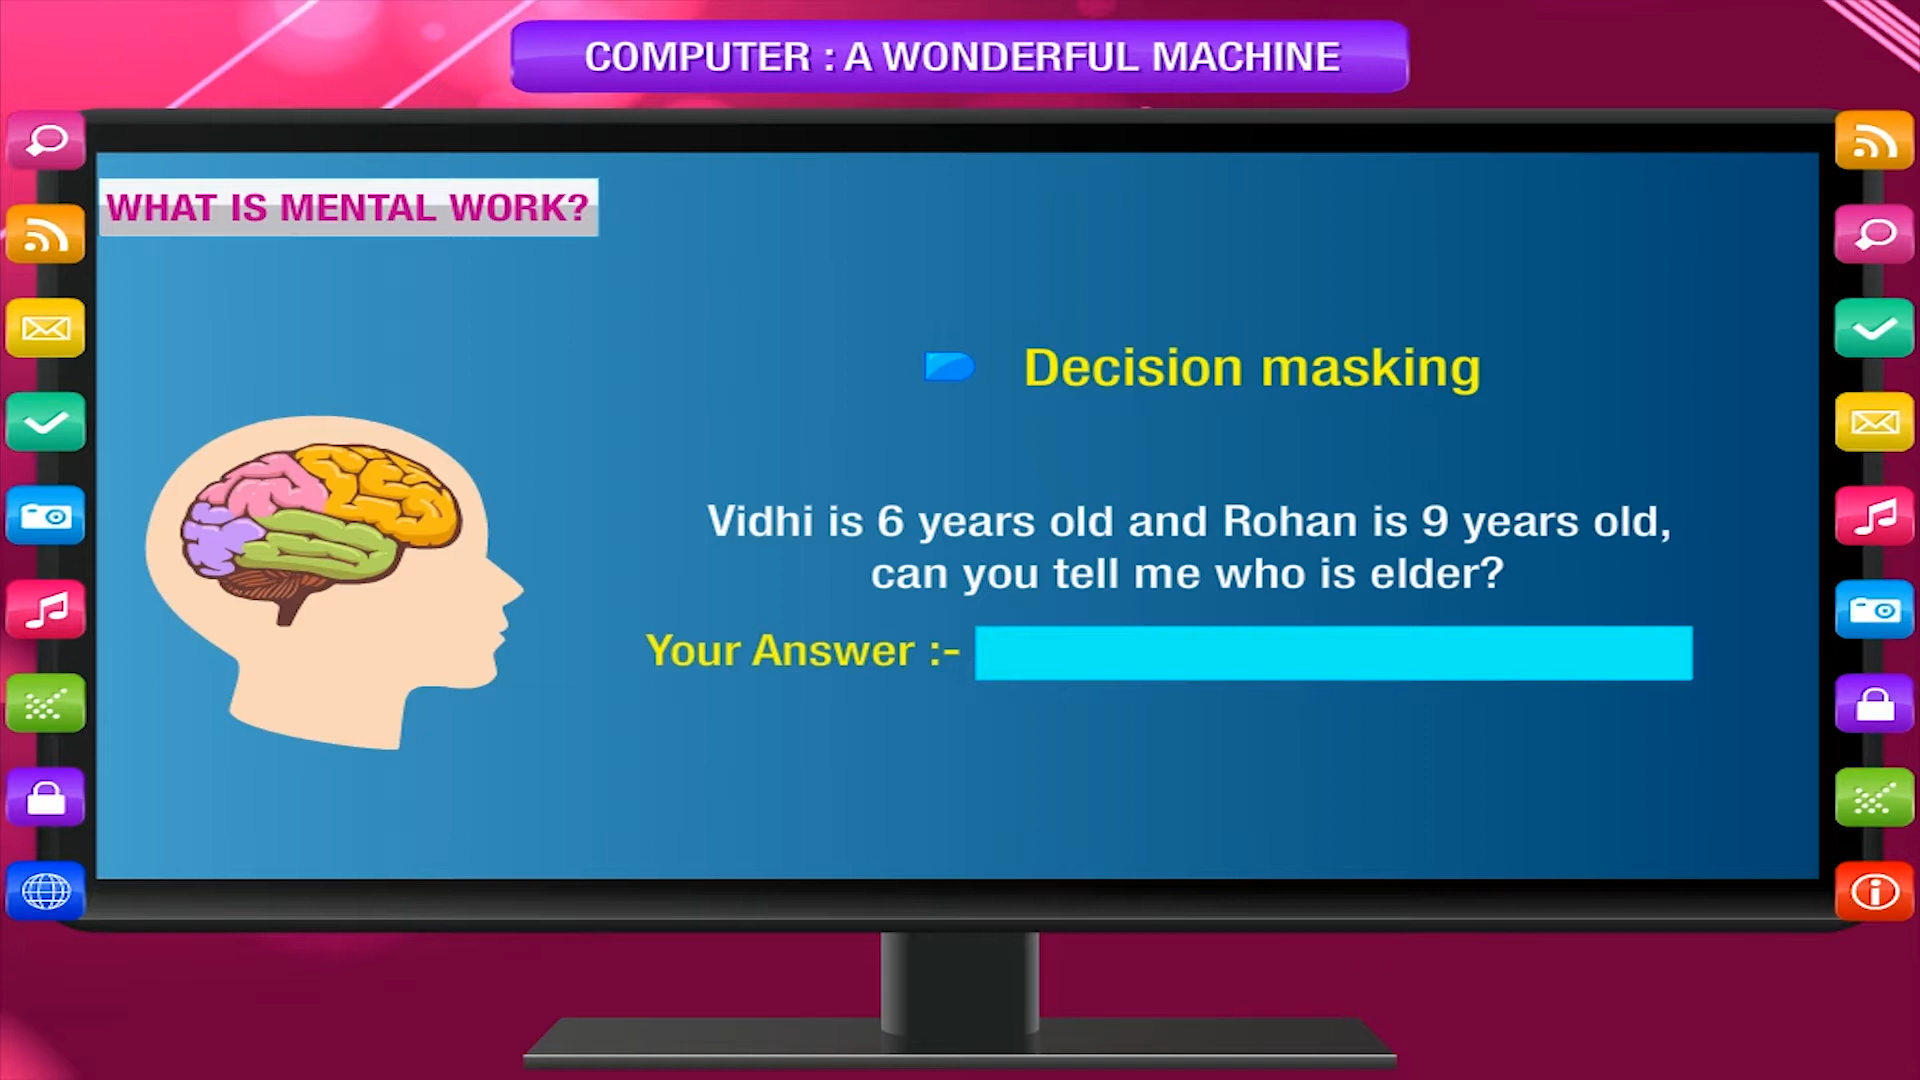 COMPUTER : A WONDERFUL MACHINE
WHAT IS MENTAL WORK?
Decision masking
Vidhi is 6 years old and Rohan is 9 years old,
can you tell me who is elder?
Your Answer :-